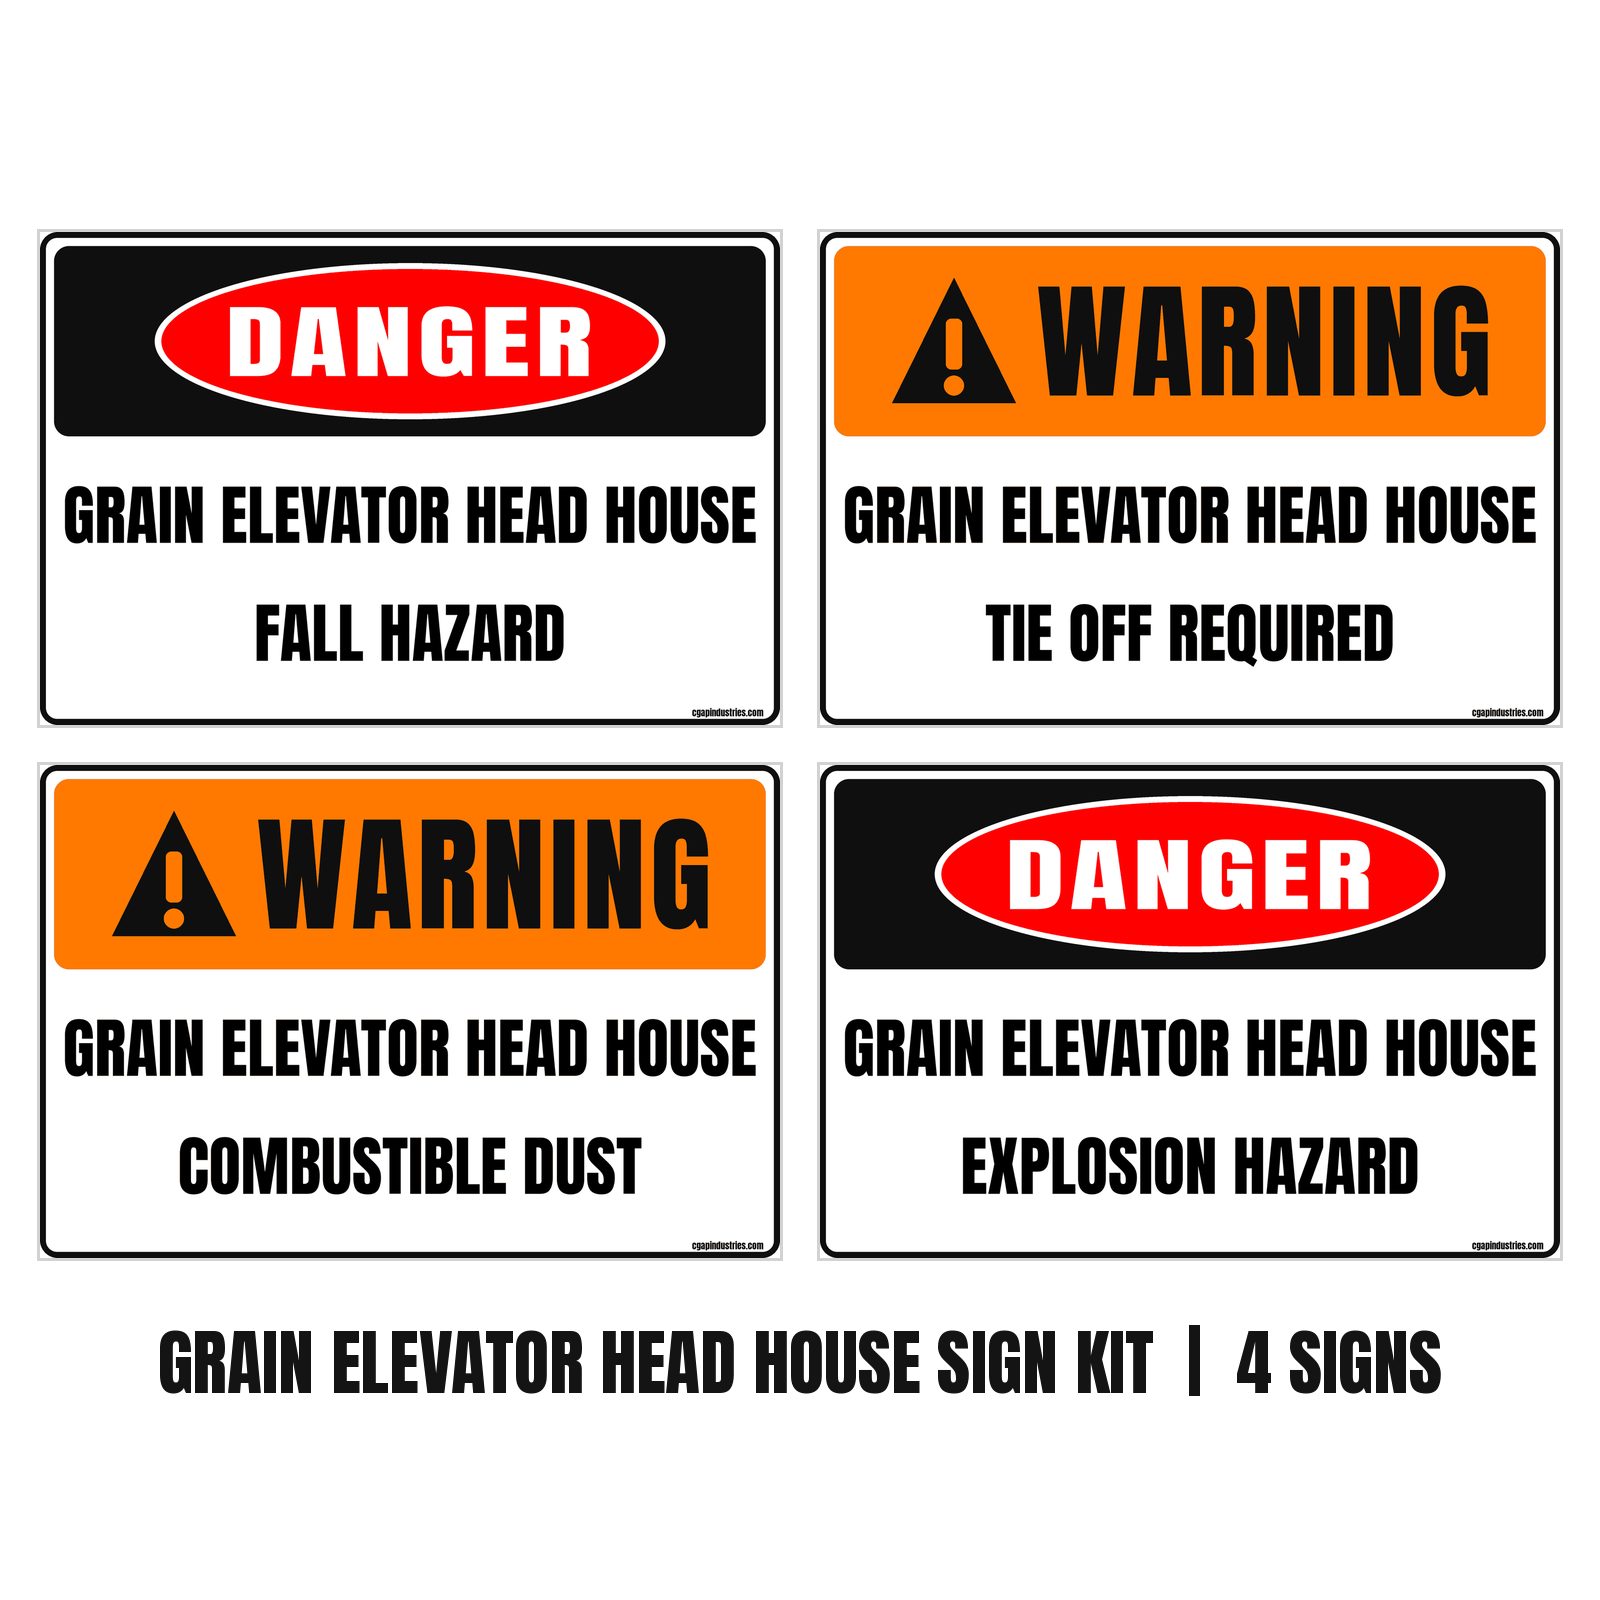 DANGER
GRAIN ELEVATOR HEAD HOUSE
FALL HAZARD
cgapindustries.com
WARNING
GRAIN ELEVATOR HEAD HOUSE
TIE OFF REQUIRED
cgapindustries.com
WARNING
GRAIN ELEVATOR HEAD HOUSE
COMBUSTIBLE DUST
cgapindustries.com
DANGER
GRAIN ELEVATOR HEAD HOUSE
EXPLOSION HAZARD
cgapindustries.com
GRAIN ELEVATOR HEAD HOUSE SIGN KIT | 4 SIGNS